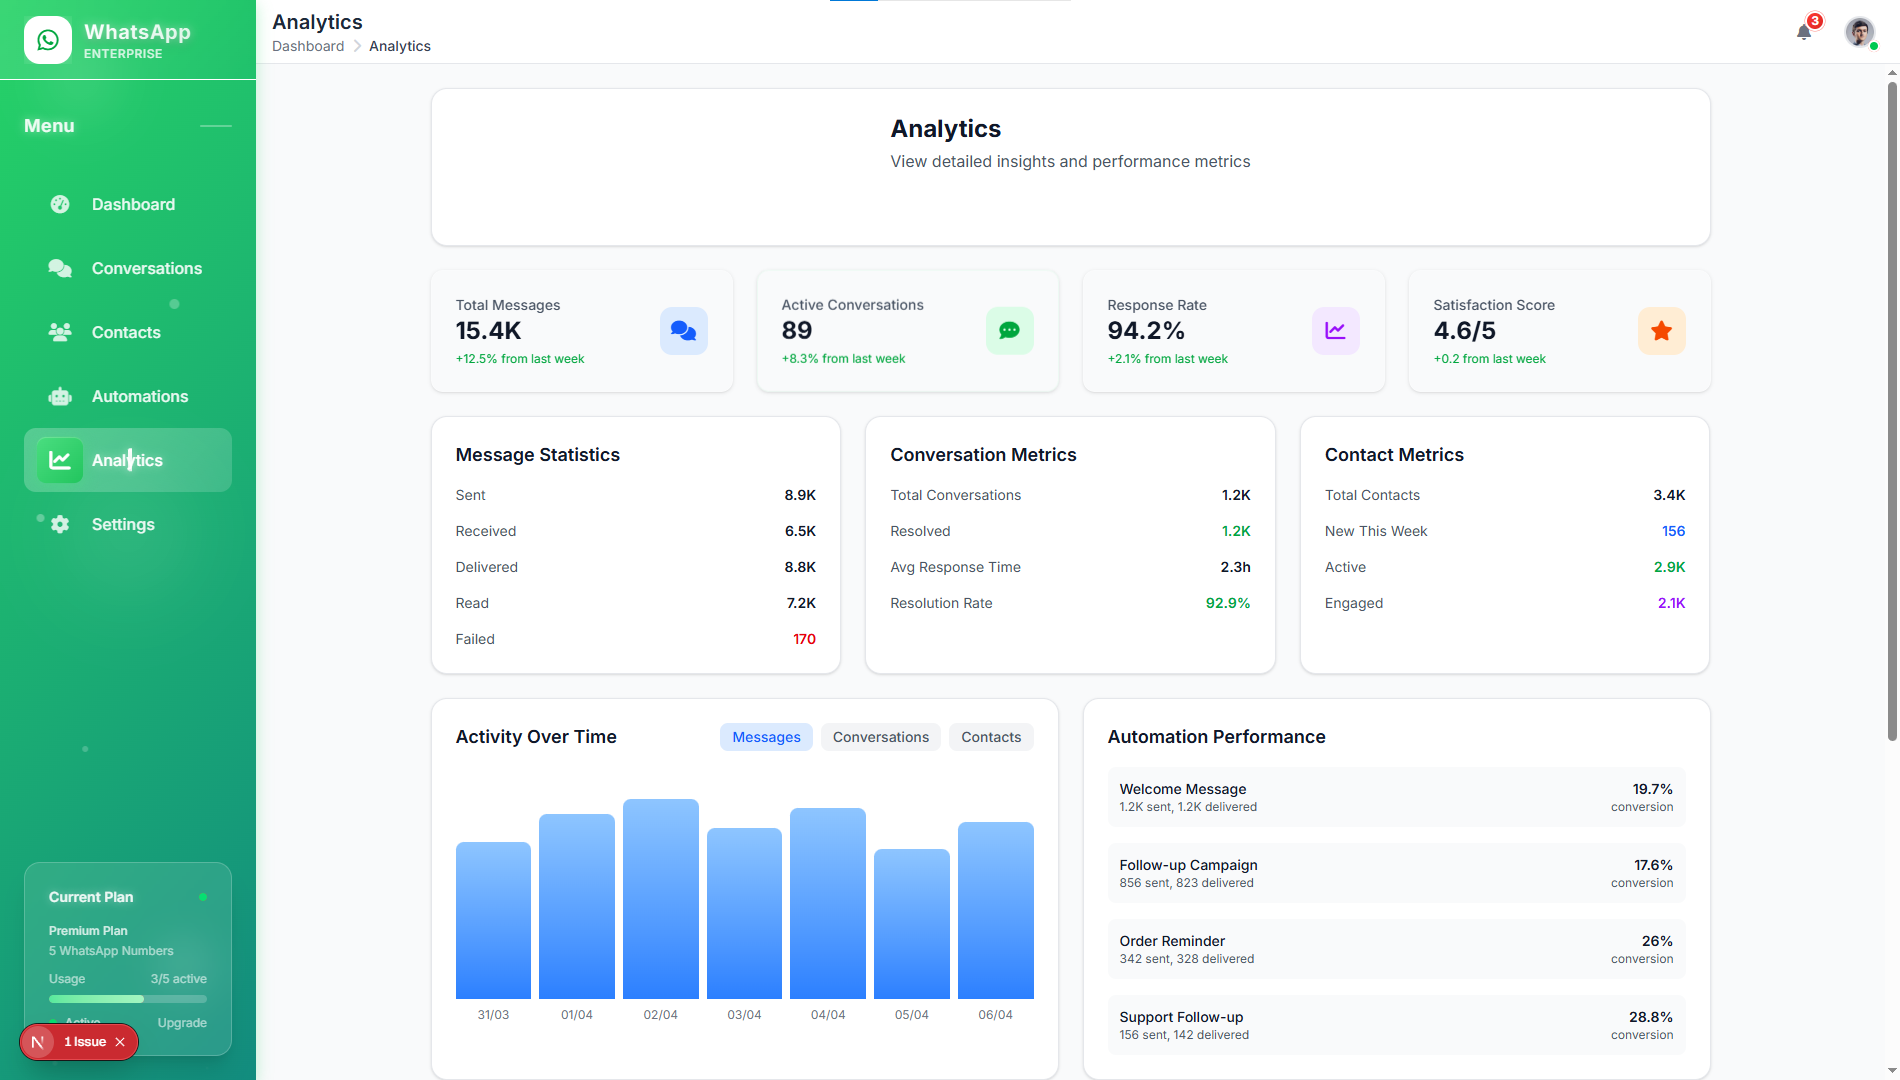 WhatsApp
ENTERPRISE
Menu
Dashboard
Conversations
Contacts
Automations
Analytics
Settings
Current Plan
Premium Plan
5 WhatsApp Numbers
Usage 3/5 active
Active Upgrade
N 1 Issue
Analytics
Dashboard Analytics
3
Analytics
View detailed insights and performance metrics
Total Messages
15.4K
+12.5% from last week
Active Conversations
89
+8.3% from last week
Response Rate
94.2%
+2.1% from last week
Satisfaction Score
4.6/5
+0.2 from last week
Message Statistics
Sent 8.9K
Received 6.5K
Delivered 8.8K
Read 7.2K
Failed 170
Conversation Metrics
Total Conversations 1.2K
Resolved 1.2K
Avg Response Time 2.3h
Resolution Rate 92.9%
Contact Metrics
Total Contacts 3.4K
New This Week 156
Active 2.9K
Engaged 2.1K
Activity Over Time
Messages Conversations Contacts
31/03 01/04 02/04 03/04 04/04 05/04 06/04
Automation Performance
Welcome Message 19.7%
1.2K sent, 1.2K delivered conversion
Follow-up Campaign 17.6%
856 sent, 823 delivered conversion
Order Reminder 26%
342 sent, 328 delivered conversion
Support Follow-up 28.8%
156 sent, 142 delivered conversion